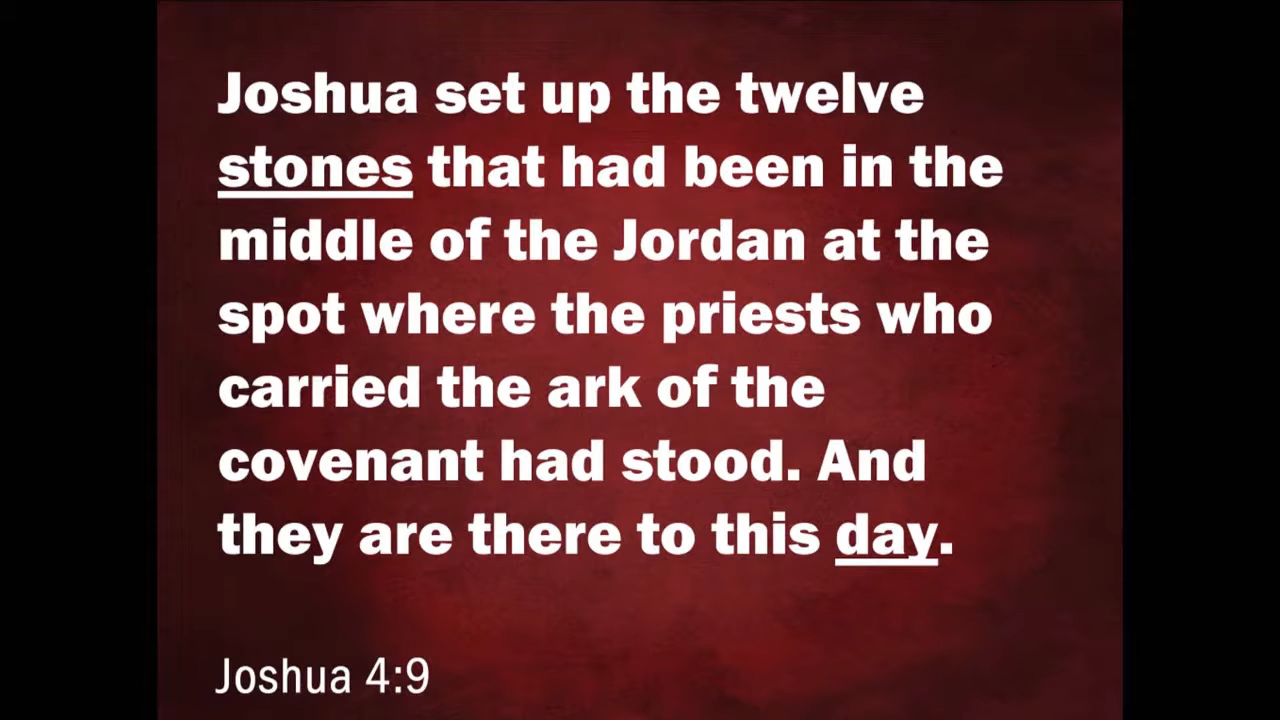 Joshua set up the twelve
stones that had been in the
middle of the Jordan at the
spot where the priests who
carried the ark of the
covenant had stood. And
they are there to this day.
Joshua 4:9